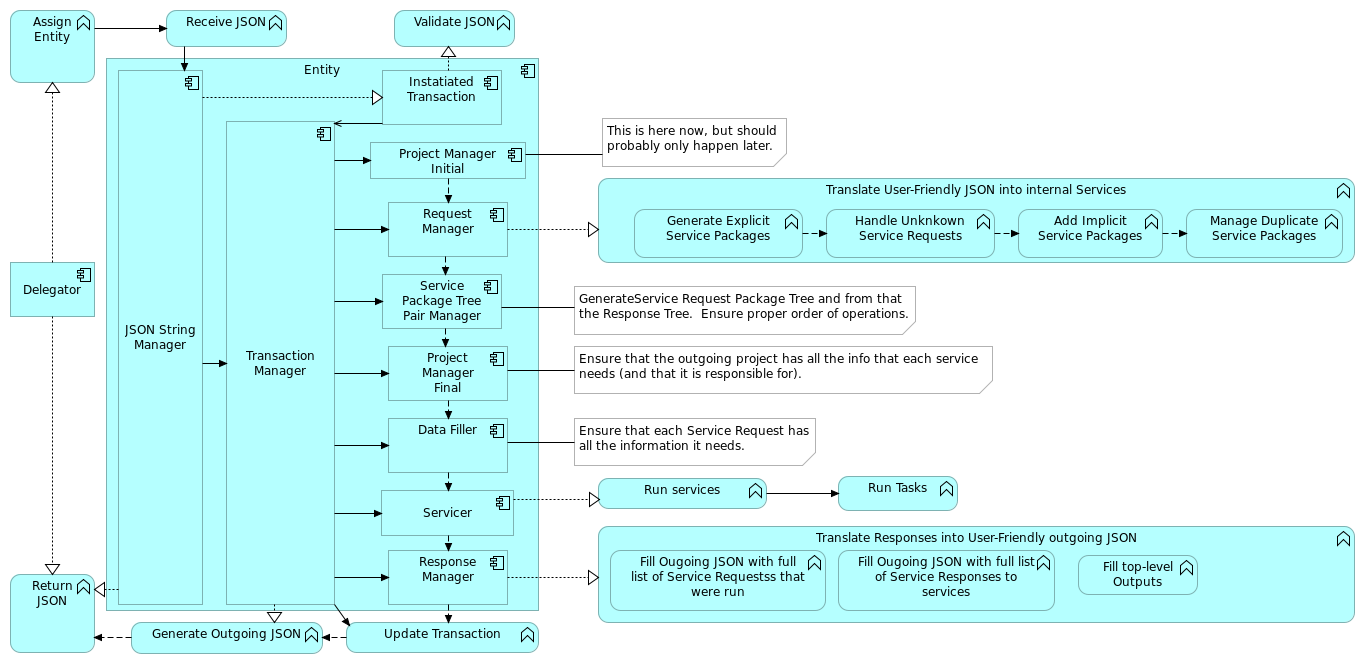 Assign
Entity
Receive JSON
Validate JSON
Entity
Instatiated
Transaction
Project Manager
Initial
This is here now, but should
probably only happen later.
Translate User-Friendly JSON into internal Services
Generate Explicit
Service Packages
Handle Unknkown
Service Requests
Add Implicit
Service Packages
Manage Duplicate
Service Packages
Request
Manager
Delegator
Service
Package Tree
Pair Manager
GenerateService Request Package Tree and from that
the Response Tree.  Ensure proper order of operations.
JSON String
Manager
Transaction
Manager
Project
Manager
Final
Ensure that the outgoing project has all the info that each service
needs (and that it is responsible for).
Data Filler
Ensure that each Service Request has
all the information it needs.
Servicer
Run services
Run Tasks
Response
Manager
Translate Responses into User-Friendly outgoing JSON
Fill Ougoing JSON with full
list of Service Requestss that
were run
Fill Ougoing JSON with full list
of Service Responses to
services
Fill top-level
Outputs
Return
JSON
Generate Outgoing JSON
Update Transaction